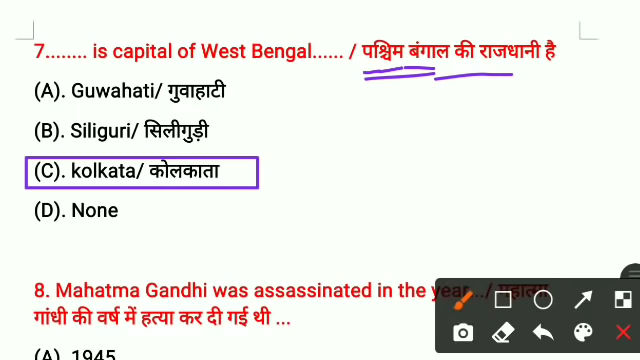 7........ is capital of West Bengal...... / पश्चिम बंगाल की राजधानी है
(A). Guwahati/ गुवाहाटी
(B). Siliguri/ सिलीगुड़ी
(C). kolkata/ कोलकाता
(D). None
8. Mahatma Gandhi was assassinated in the year.../ महात्मा
गांधी की वर्ष में हत्या कर दी गई थी ...
(A) 1945